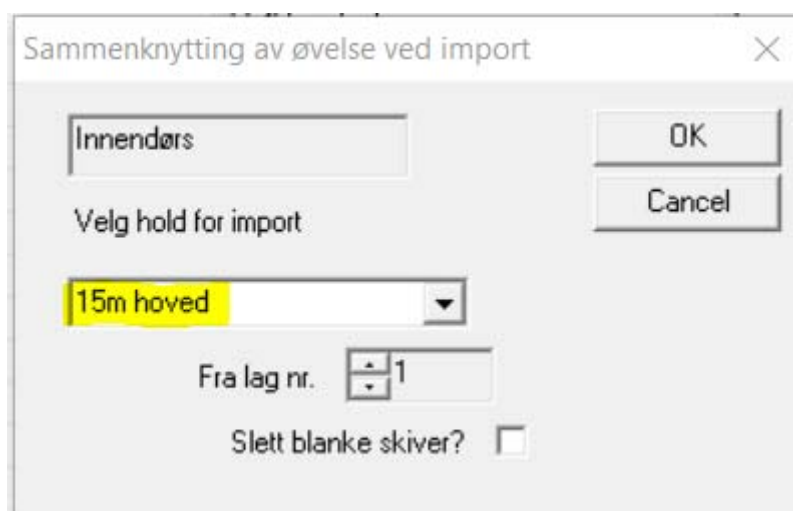 Sammenknytting av øvelse ved import
Innendørs
OK
Velg hold for import
Cancel
15m hoved
Fra lag nr. 1
Slett blanke skiver?